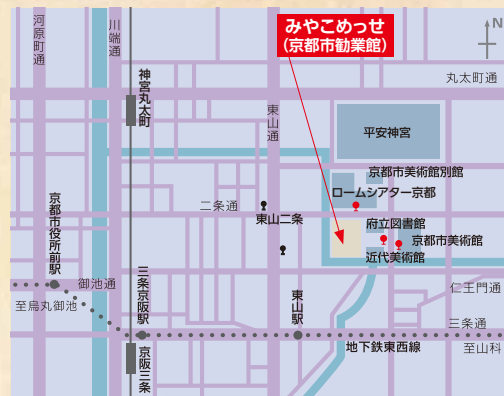 みやこめっせ
（京都市勧業館）
N
河原町通
川端通
神宮丸太町
東山通
丸太町通
平安神宮
京都市美術館別館
ロームシアター京都
二条通
東山二条
府立図書館
京都市美術館
近代美術館
京都市役所前駅
御池通
至烏丸御池
三条京阪駅
京阪三条
東山駅
仁王門通
三条通
地下鉄東西線
至山科